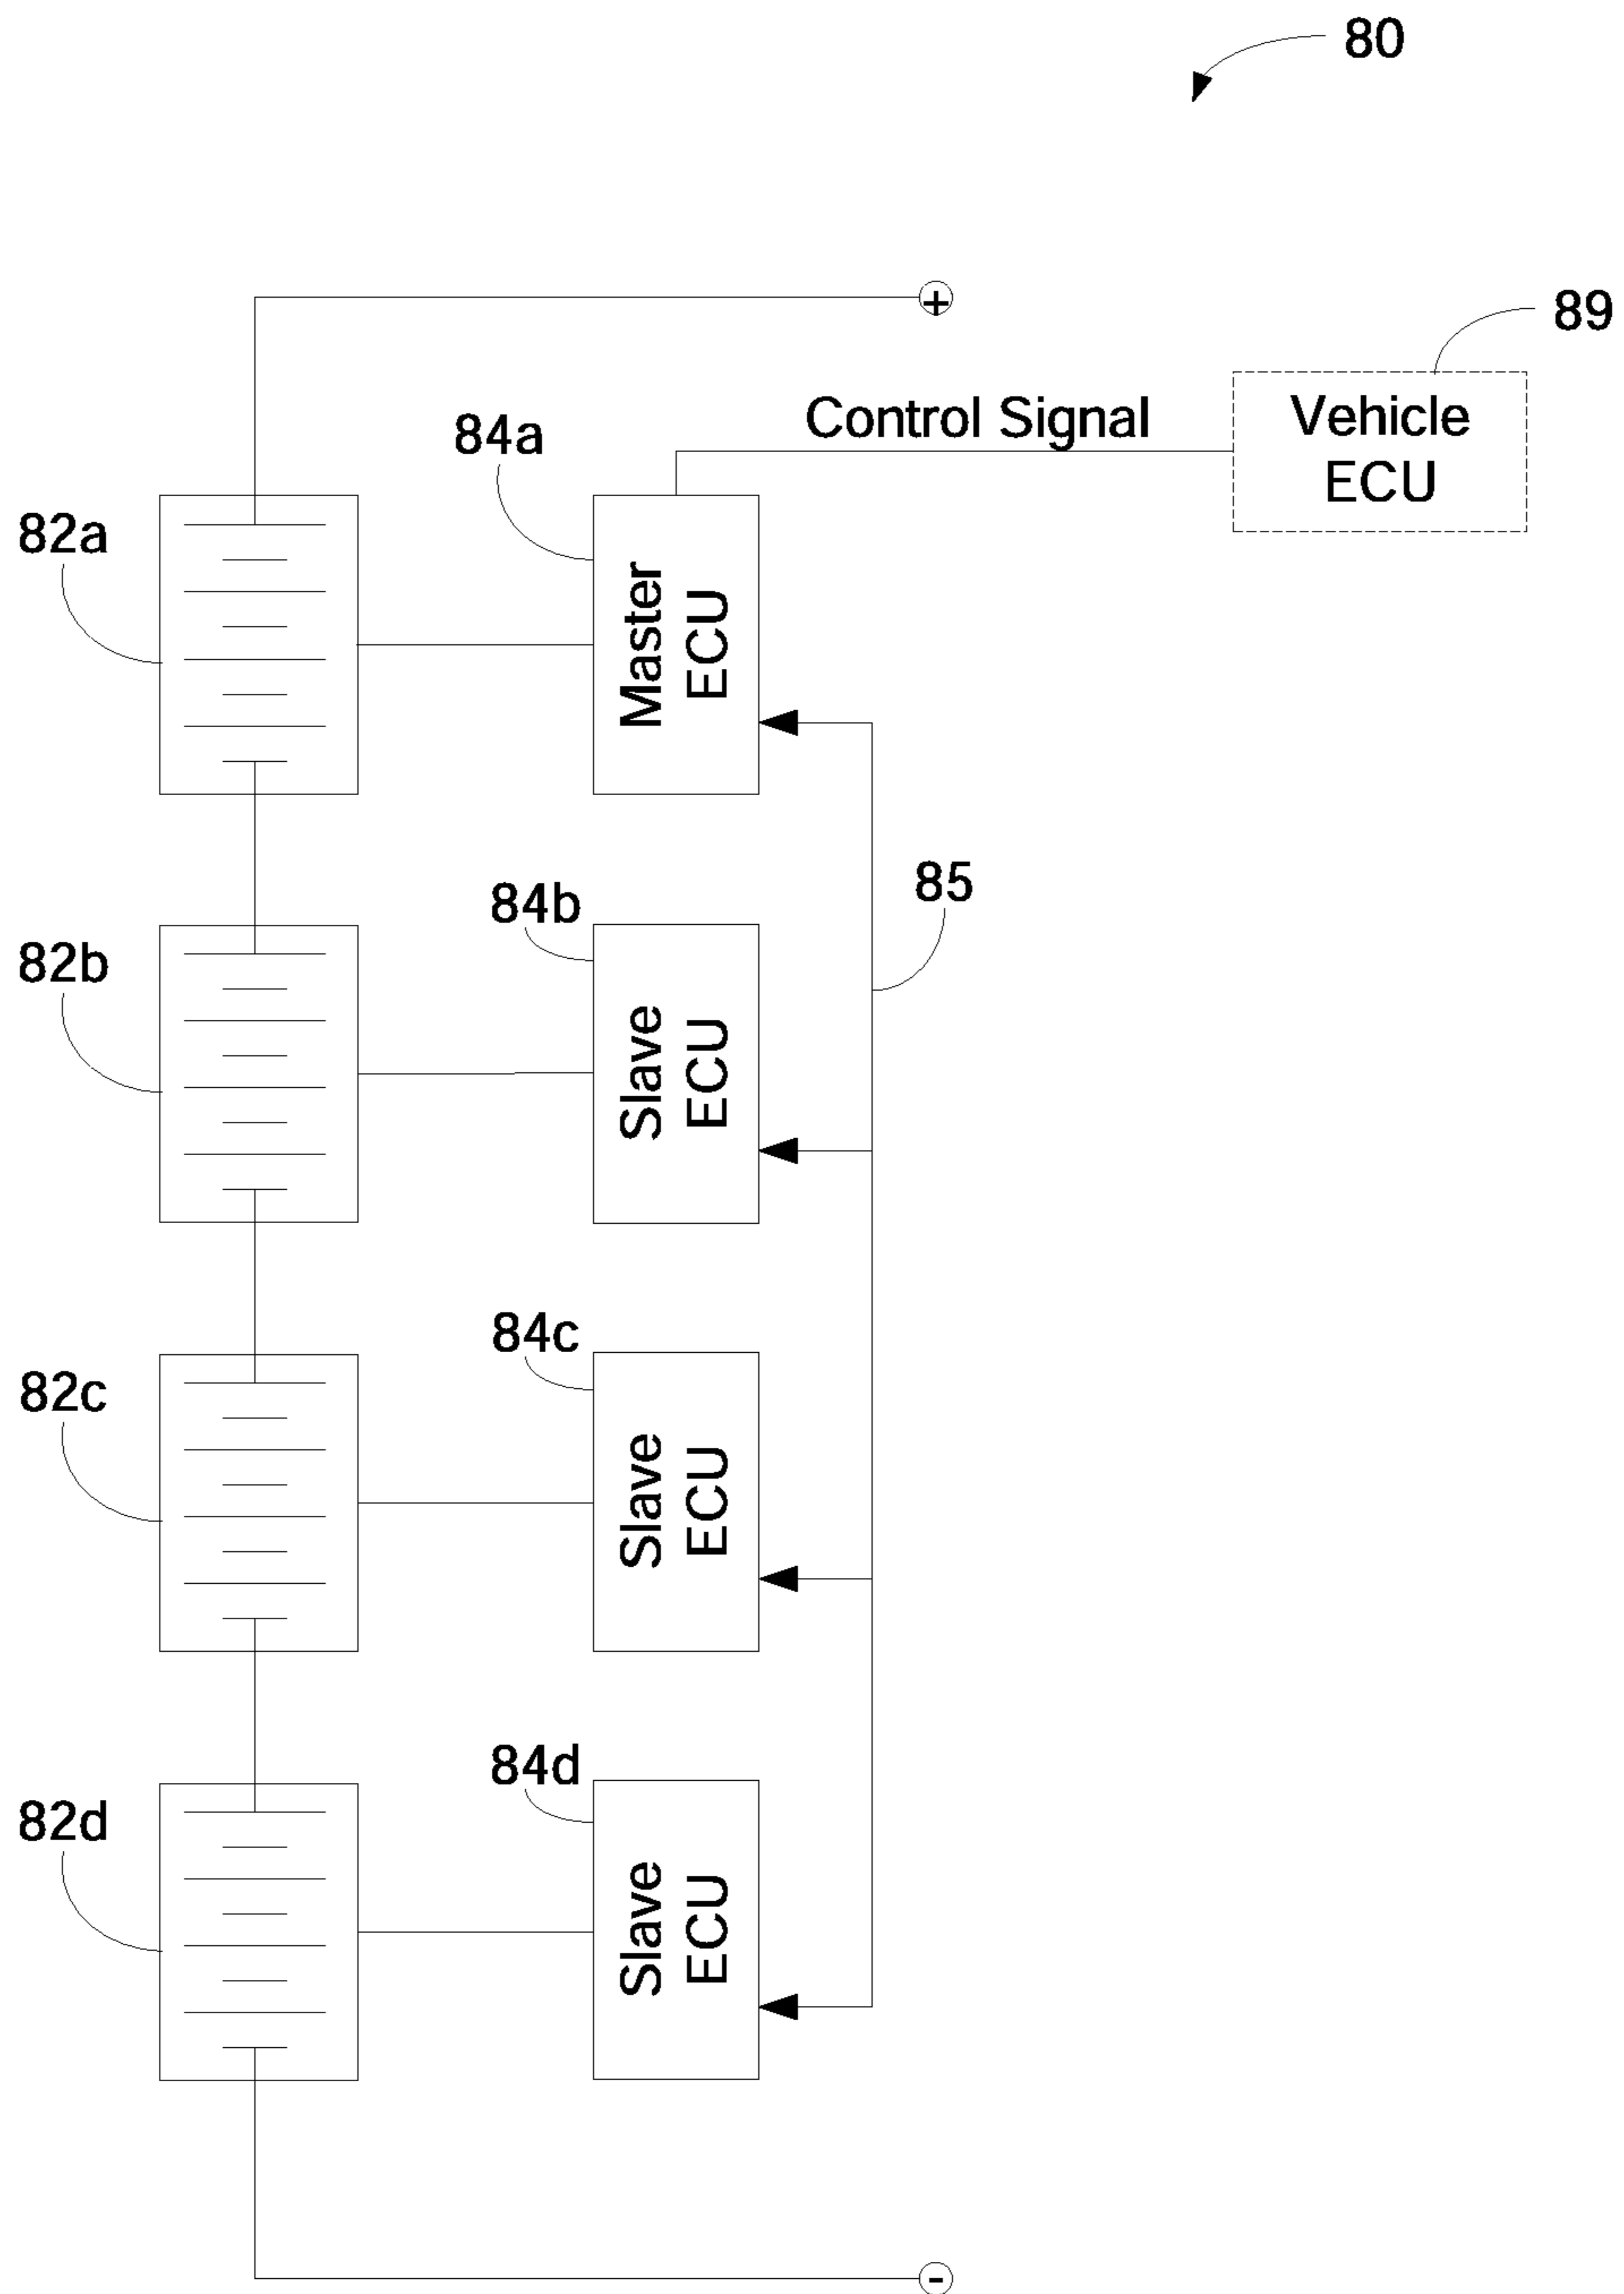 80
+
89
Control Signal
Vehicle
ECU
84a
82a
Master
ECU
85
84b
82b
Slave
ECU
84c
82c
Slave
ECU
84d
82d
Slave
ECU
-